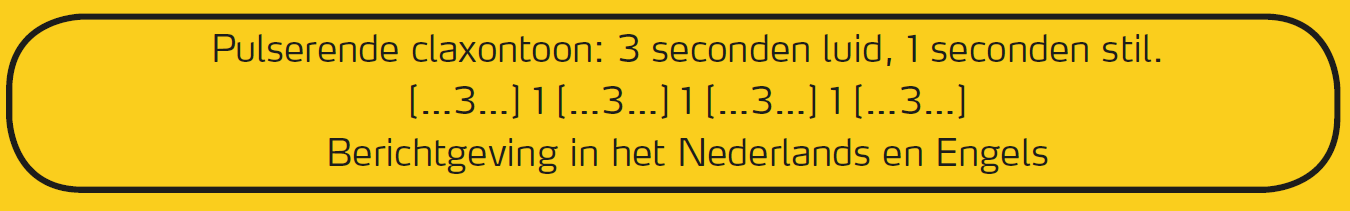 Pulserende claxontoon: 3 seconden luid, 1 seconden stil.
[...3...] 1 [...3...] 1 [...3...] 1 [...3...]
Berichtgeving in het Nederlands en Engels